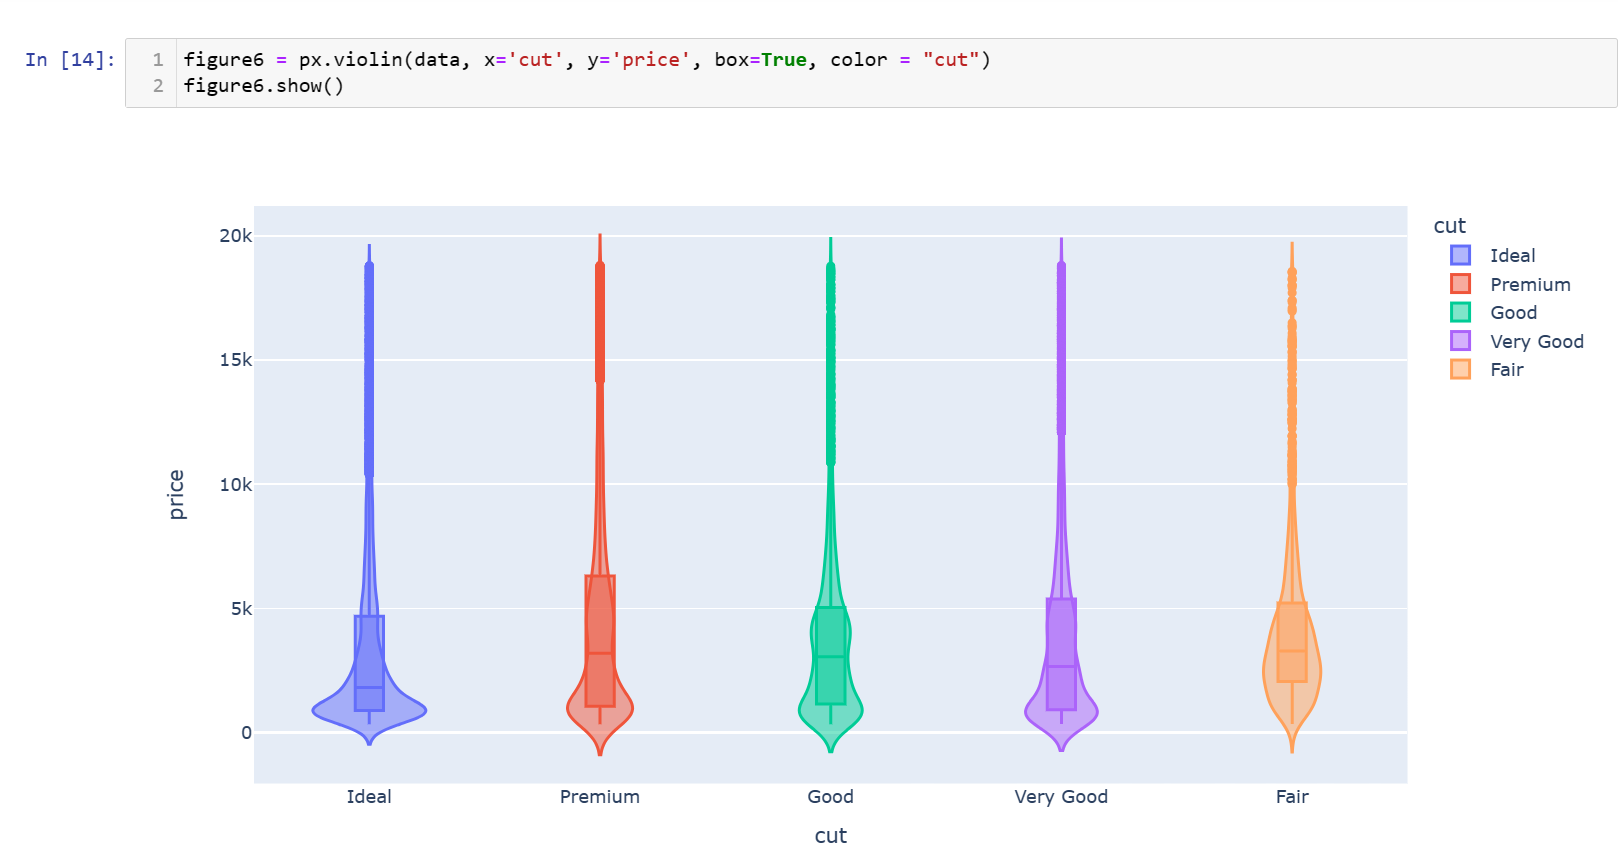 In [14]:
1 figure6 = px.violin(data, x='cut', y='price', box=True, color = "cut")
2 figure6.show()
cut
Ideal
Premium
Good
Very Good
Fair
20k
15k
10k
5k
0
price
Ideal Premium Good Very Good Fair
cut